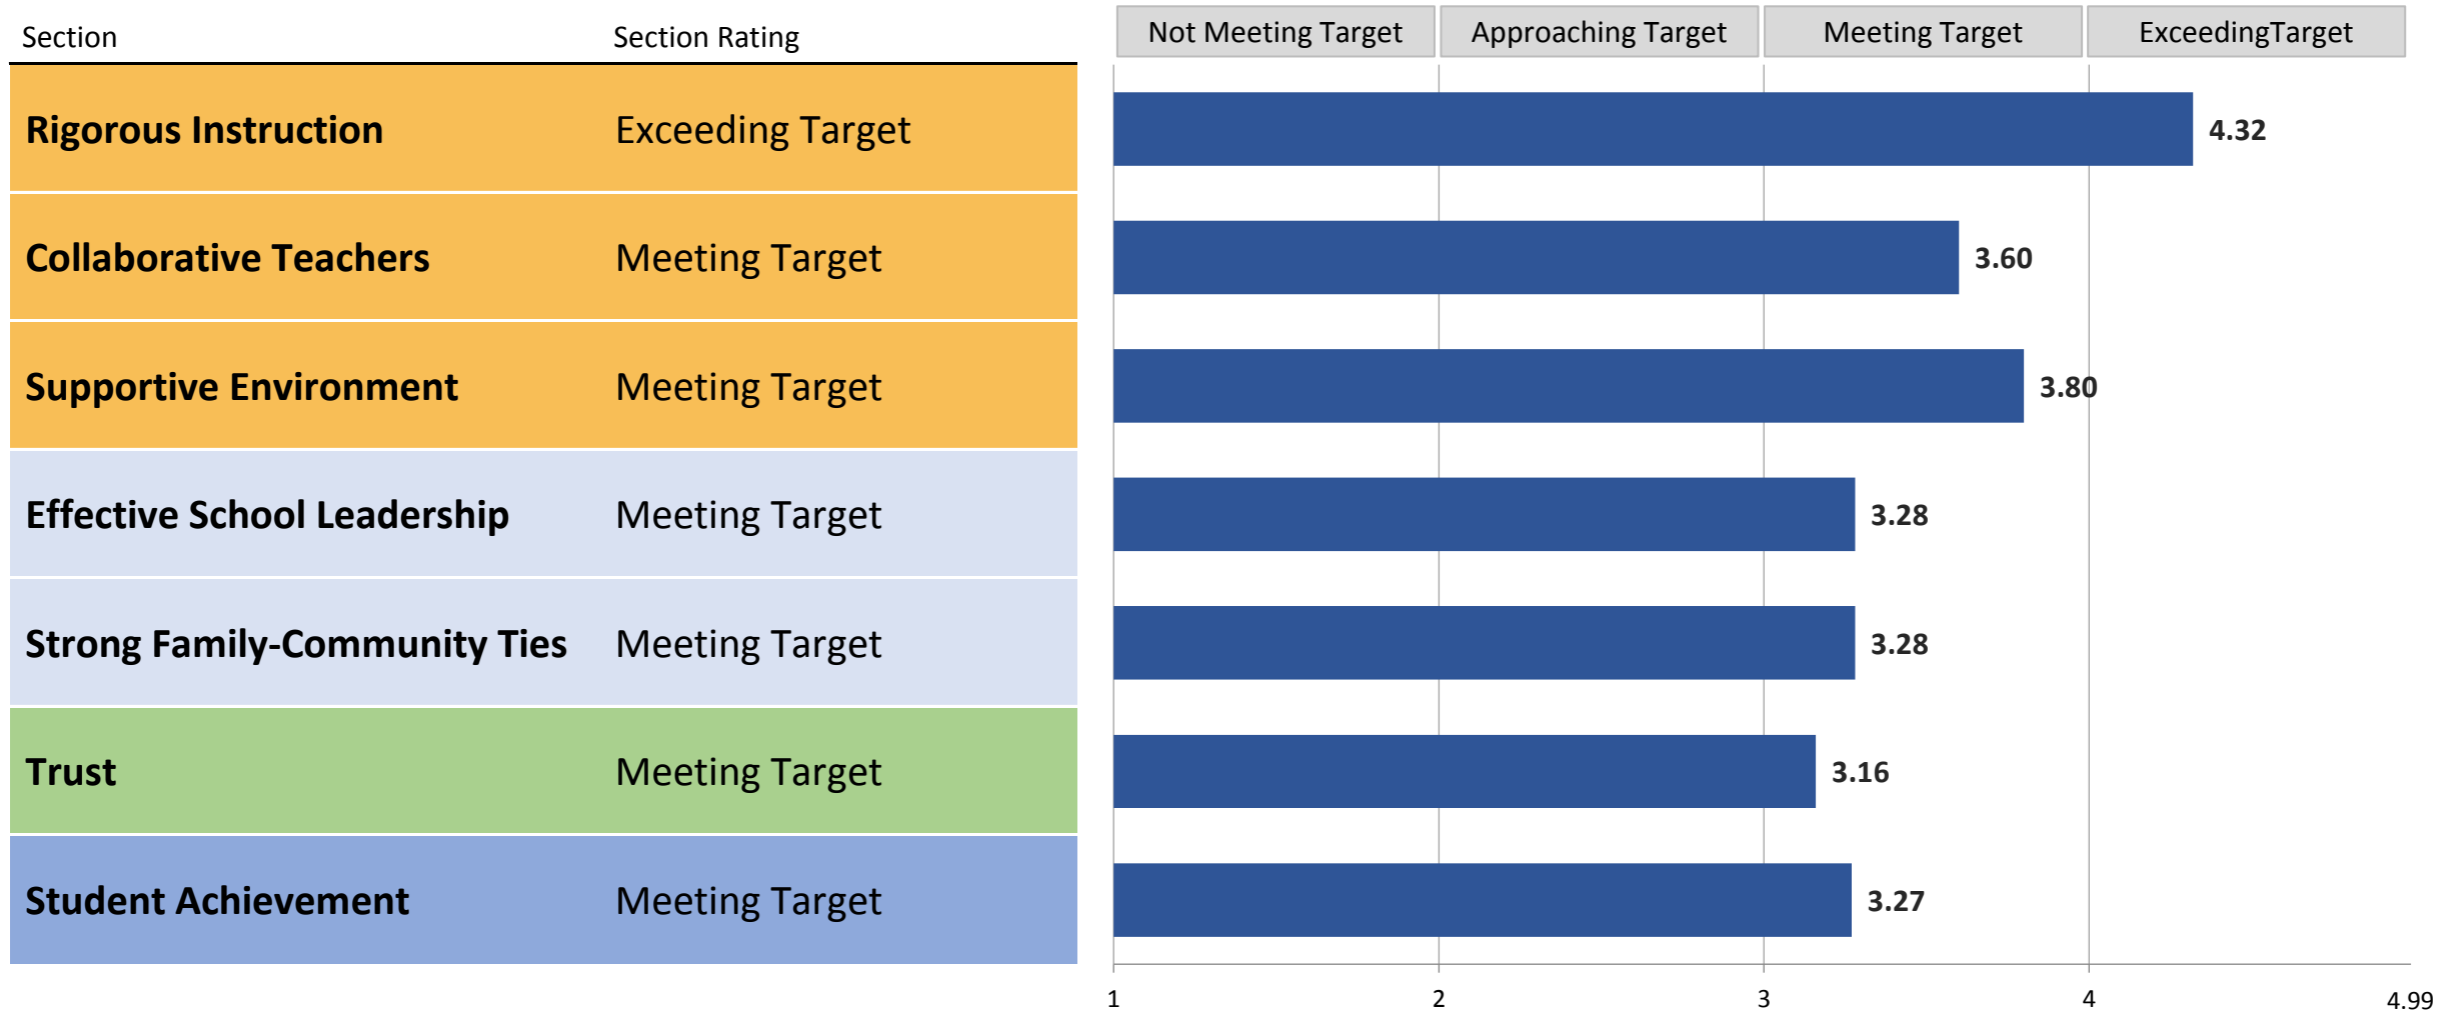 Section Section Rating Not Meeting Target Approaching Target Meeting Target ExceedingTarget
Rigorous Instruction Exceeding Target 4.32
Collaborative Teachers Meeting Target 3.60
Supportive Environment Meeting Target 3.80
Effective School Leadership Meeting Target 3.28
Strong Family-Community Ties Meeting Target 3.28
Trust Meeting Target 3.16
Student Achievement Meeting Target 3.27
1 2 3 4 4.99